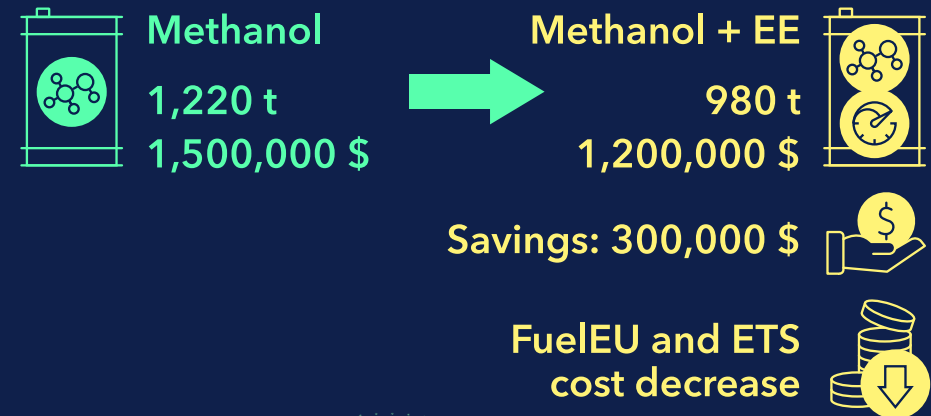 Methanol
1,220 t
1,500,000 $
Methanol + EE
980 t
1,200,000 $
Savings: 300,000 $
$
FuelEU and ETS
cost decrease